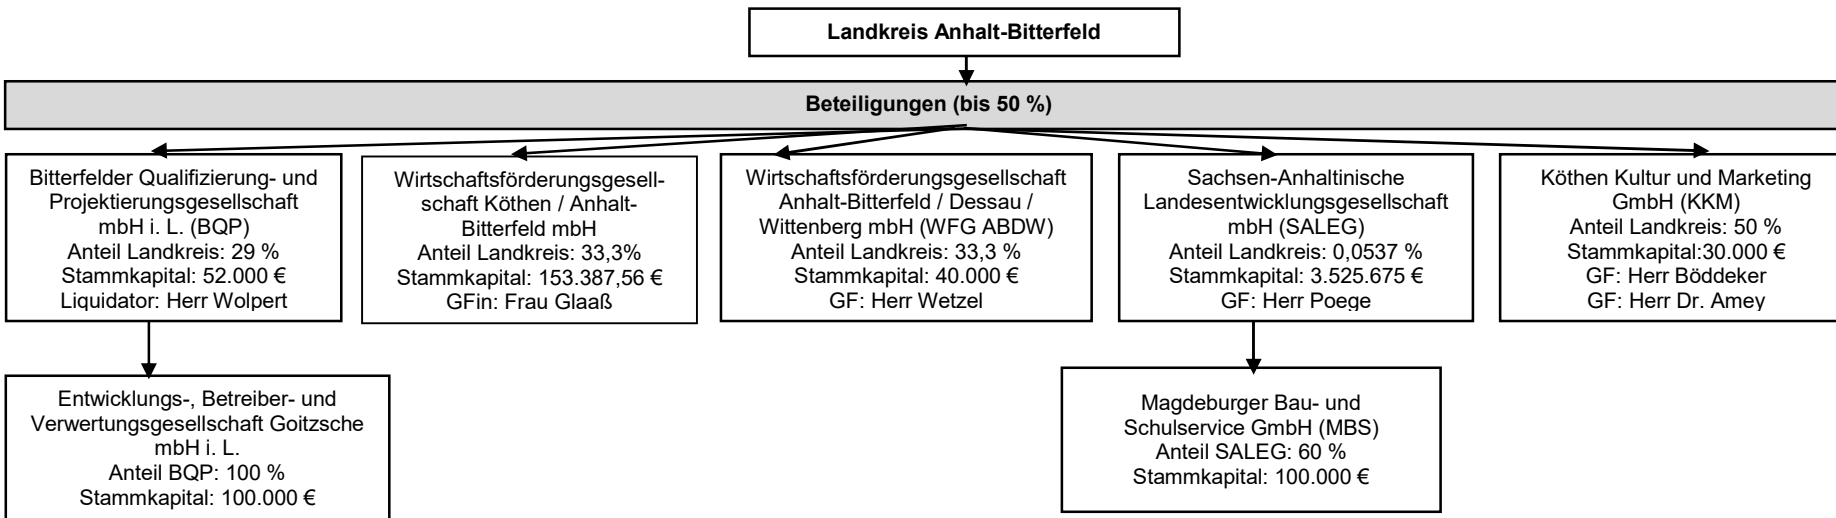 Landkreis Anhalt-Bitterfeld
Beteiligungen (bis 50 %)
Bitterfelder Qualifizierung- und
Projektierungsgesellschaft
mbH i. L. (BQP)
Anteil Landkreis: 29 %
Stammkapital: 52.000 €
Liquidator: Herr Wolpert
Wirtschaftsförderungsgesell-
schaft Köthen / Anhalt-
Bitterfeld mbH
Anteil Landkreis: 33,3%
Stammkapital: 153.387,56 €
GFin: Frau Glaaß
Wirtschaftsförderungsgesellschaft
Anhalt-Bitterfeld / Dessau /
Wittenberg mbH (WFG ABDW)
Anteil Landkreis: 33,3 %
Stammkapital: 40.000 €
GF: Herr Wetzel
Sachsen-Anhaltinische
Landesentwicklungsgesellschaft
mbH (SALEG)
Anteil Landkreis: 0,0537 %
Stammkapital: 3.525.675 €
GF: Herr Poege
Köthen Kultur und Marketing
GmbH (KKM)
Anteil Landkreis: 50 %
Stammkapital:30.000 €
GF: Herr Böddeker
GF: Herr Dr. Amey
Entwicklungs-, Betreiber- und
Verwertungsgesellschaft Goitzsche
mbH i. L.
Anteil BQP: 100 %
Stammkapital: 100.000 €
Magdeburger Bau- und
Schulservice GmbH (MBS)
Anteil SALEG: 60 %
Stammkapital: 100.000 €